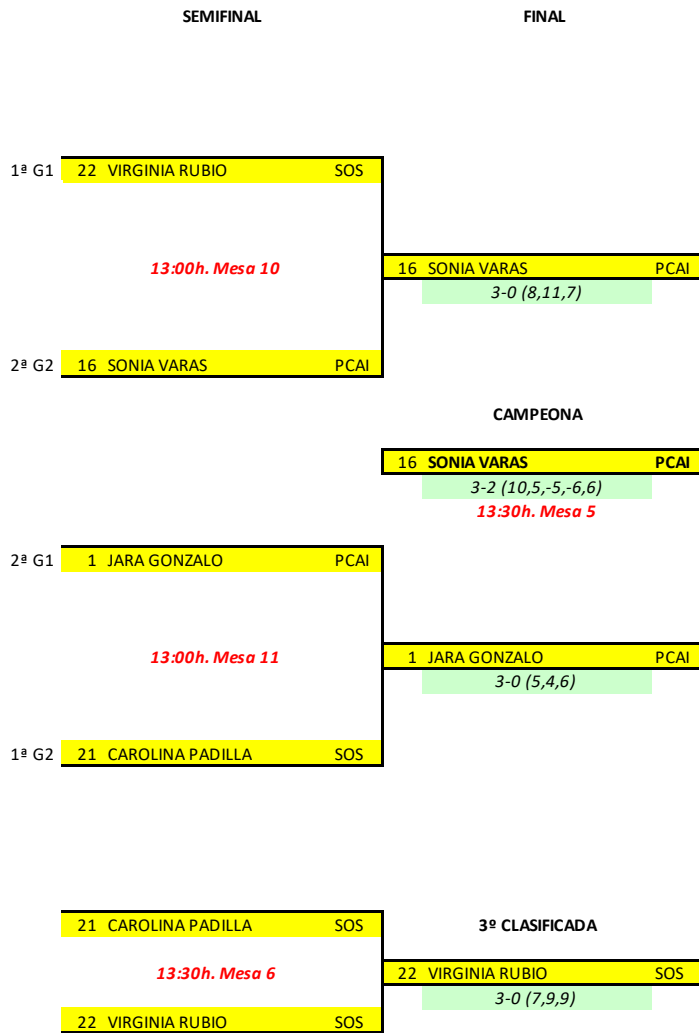 SEMIFINAL FINAL
1ª G1 22 VIRGINIA RUBIO SOS
13:00h. Mesa 10 16 SONIA VARAS PCAI
3-0 (8,11,7)
2ª G2 16 SONIA VARAS PCAI
CAMPEONA
16 SONIA VARAS PCAI
3-2 (10,5,-5,-6,6)
13:30h. Mesa 5
2ª G1 1 JARA GONZALO PCAI
13:00h. Mesa 11 1 JARA GONZALO PCAI
3-0 (5,4,6)
1ª G2 21 CAROLINA PADILLA SOS
21 CAROLINA PADILLA SOS 3º CLASIFICADA
13:30h. Mesa 6 22 VIRGINIA RUBIO SOS
3-0 (7,9,9)
22 VIRGINIA RUBIO SOS